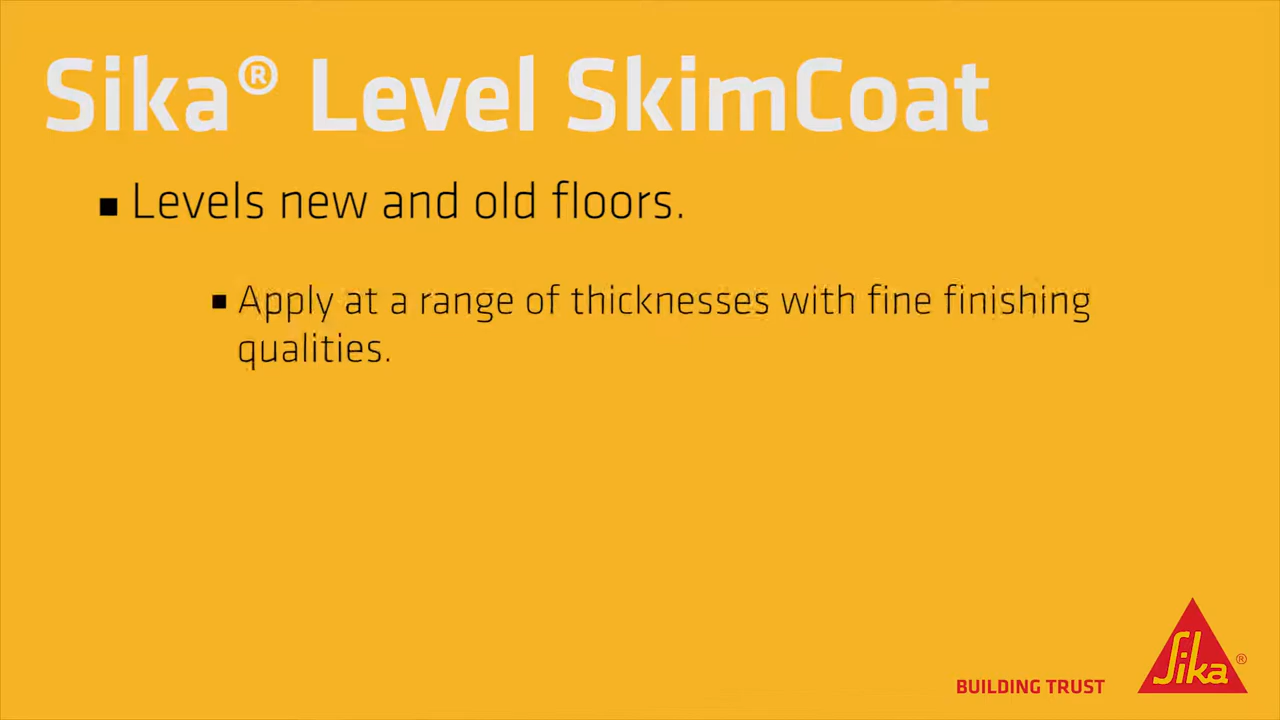 Sika® Level SkimCoat
▪ Levels new and old floors.
▪ Apply at a range of thicknesses with fine finishing
qualities.
BUILDING TRUST
Sika®